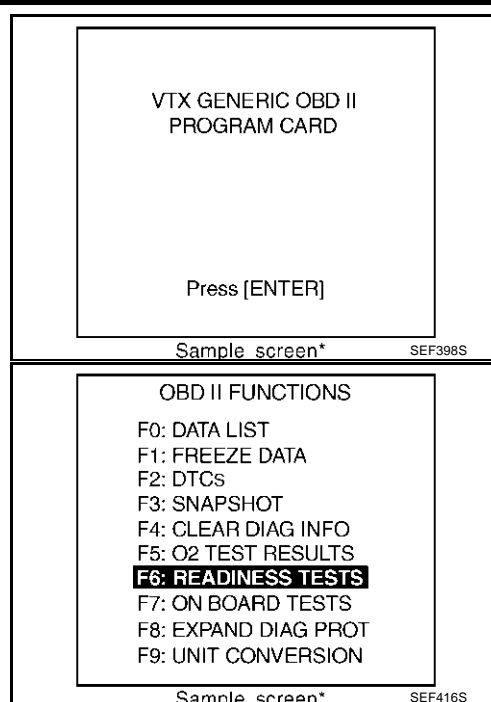 VTX GENERIC OBD II
PROGRAM CARD
Press [ENTER]
Sample screen*
SEF398S
OBD II FUNCTIONS
F0: DATA LIST
F1: FREEZE DATA
F2: DTCs
F3: SNAPSHOT
F4: CLEAR DIAG INFO
F5: O2 TEST RESULTS
F6: READINESS TESTS
F7: ON BOARD TESTS
F8: EXPAND DIAG PROT
F9: UNIT CONVERSION
Sample screen*
SEF416S